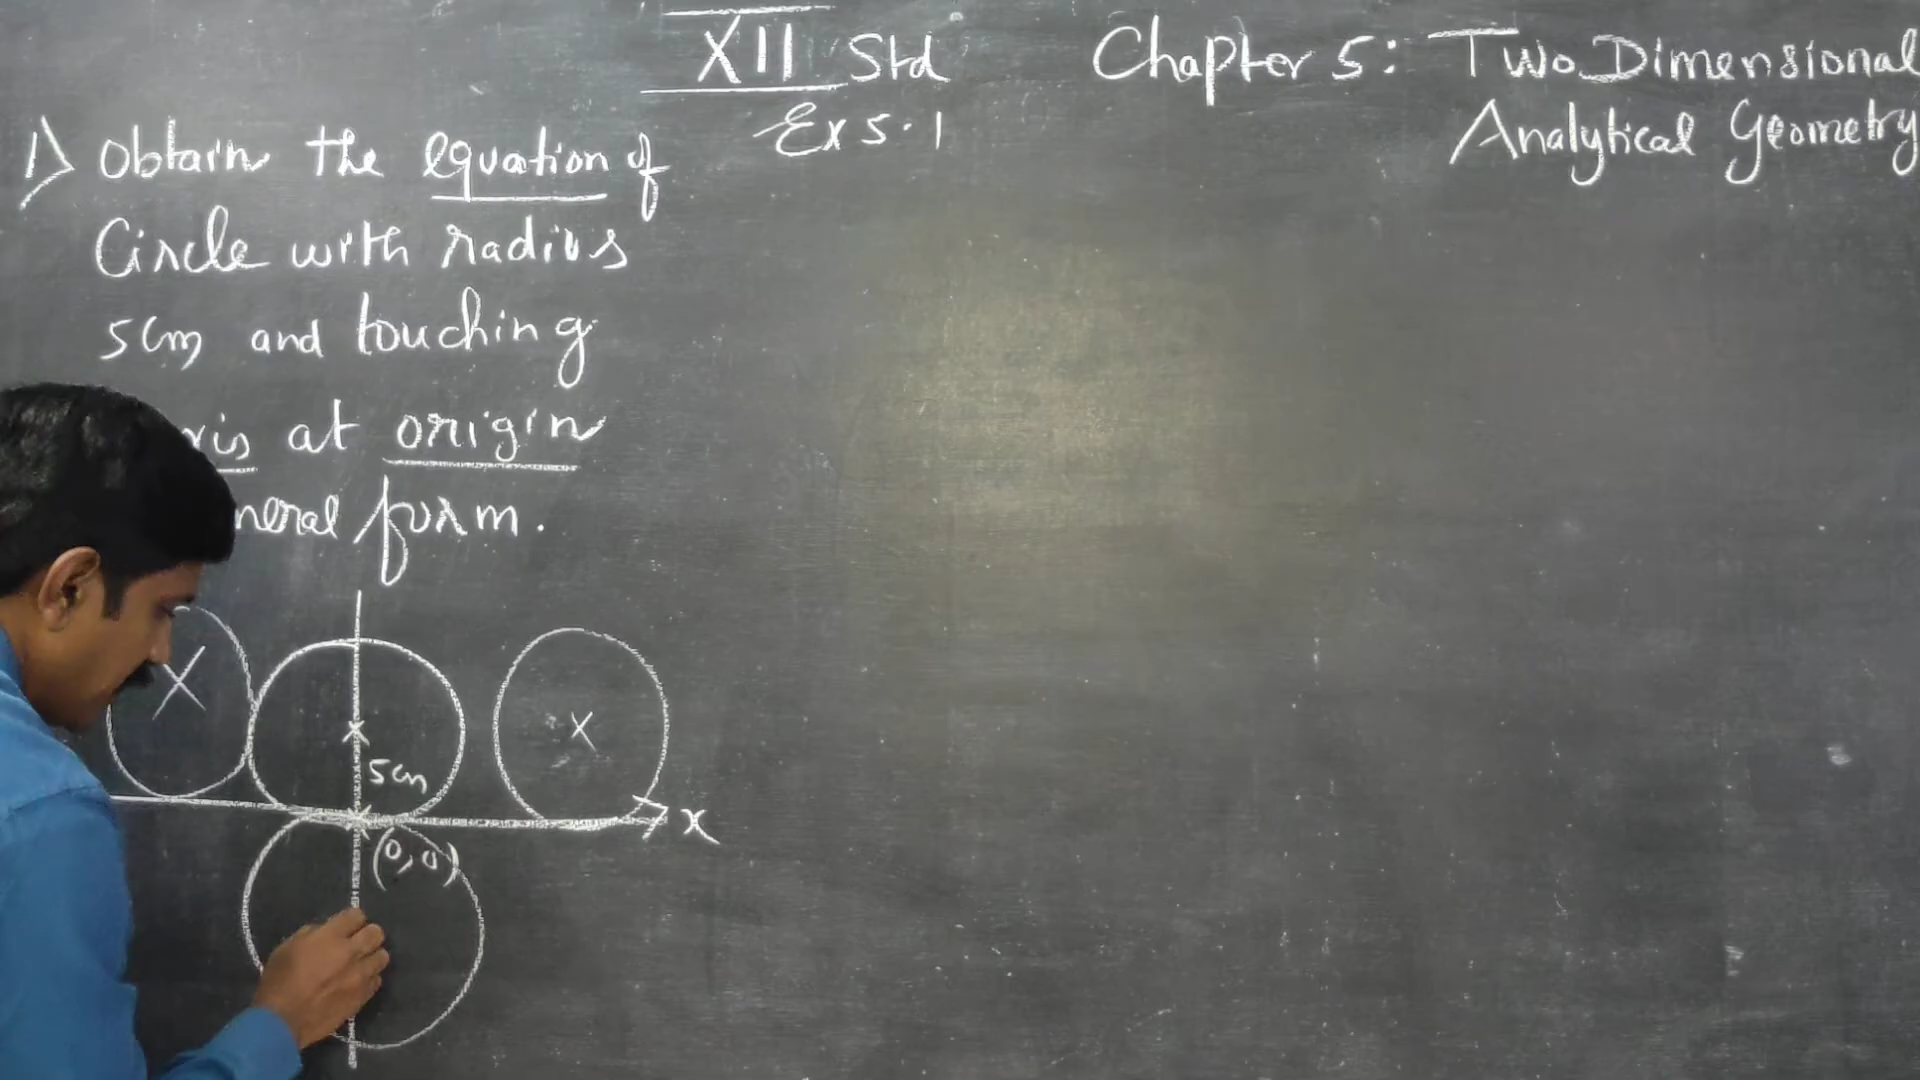 XII Std
Ex 5.1
Chapter 5: Two Dimensional
Analytical Geometry
1) Obtain the equation of
Circle with radius
5cm and touching
at origin
form.
5cm
x
(0,0)